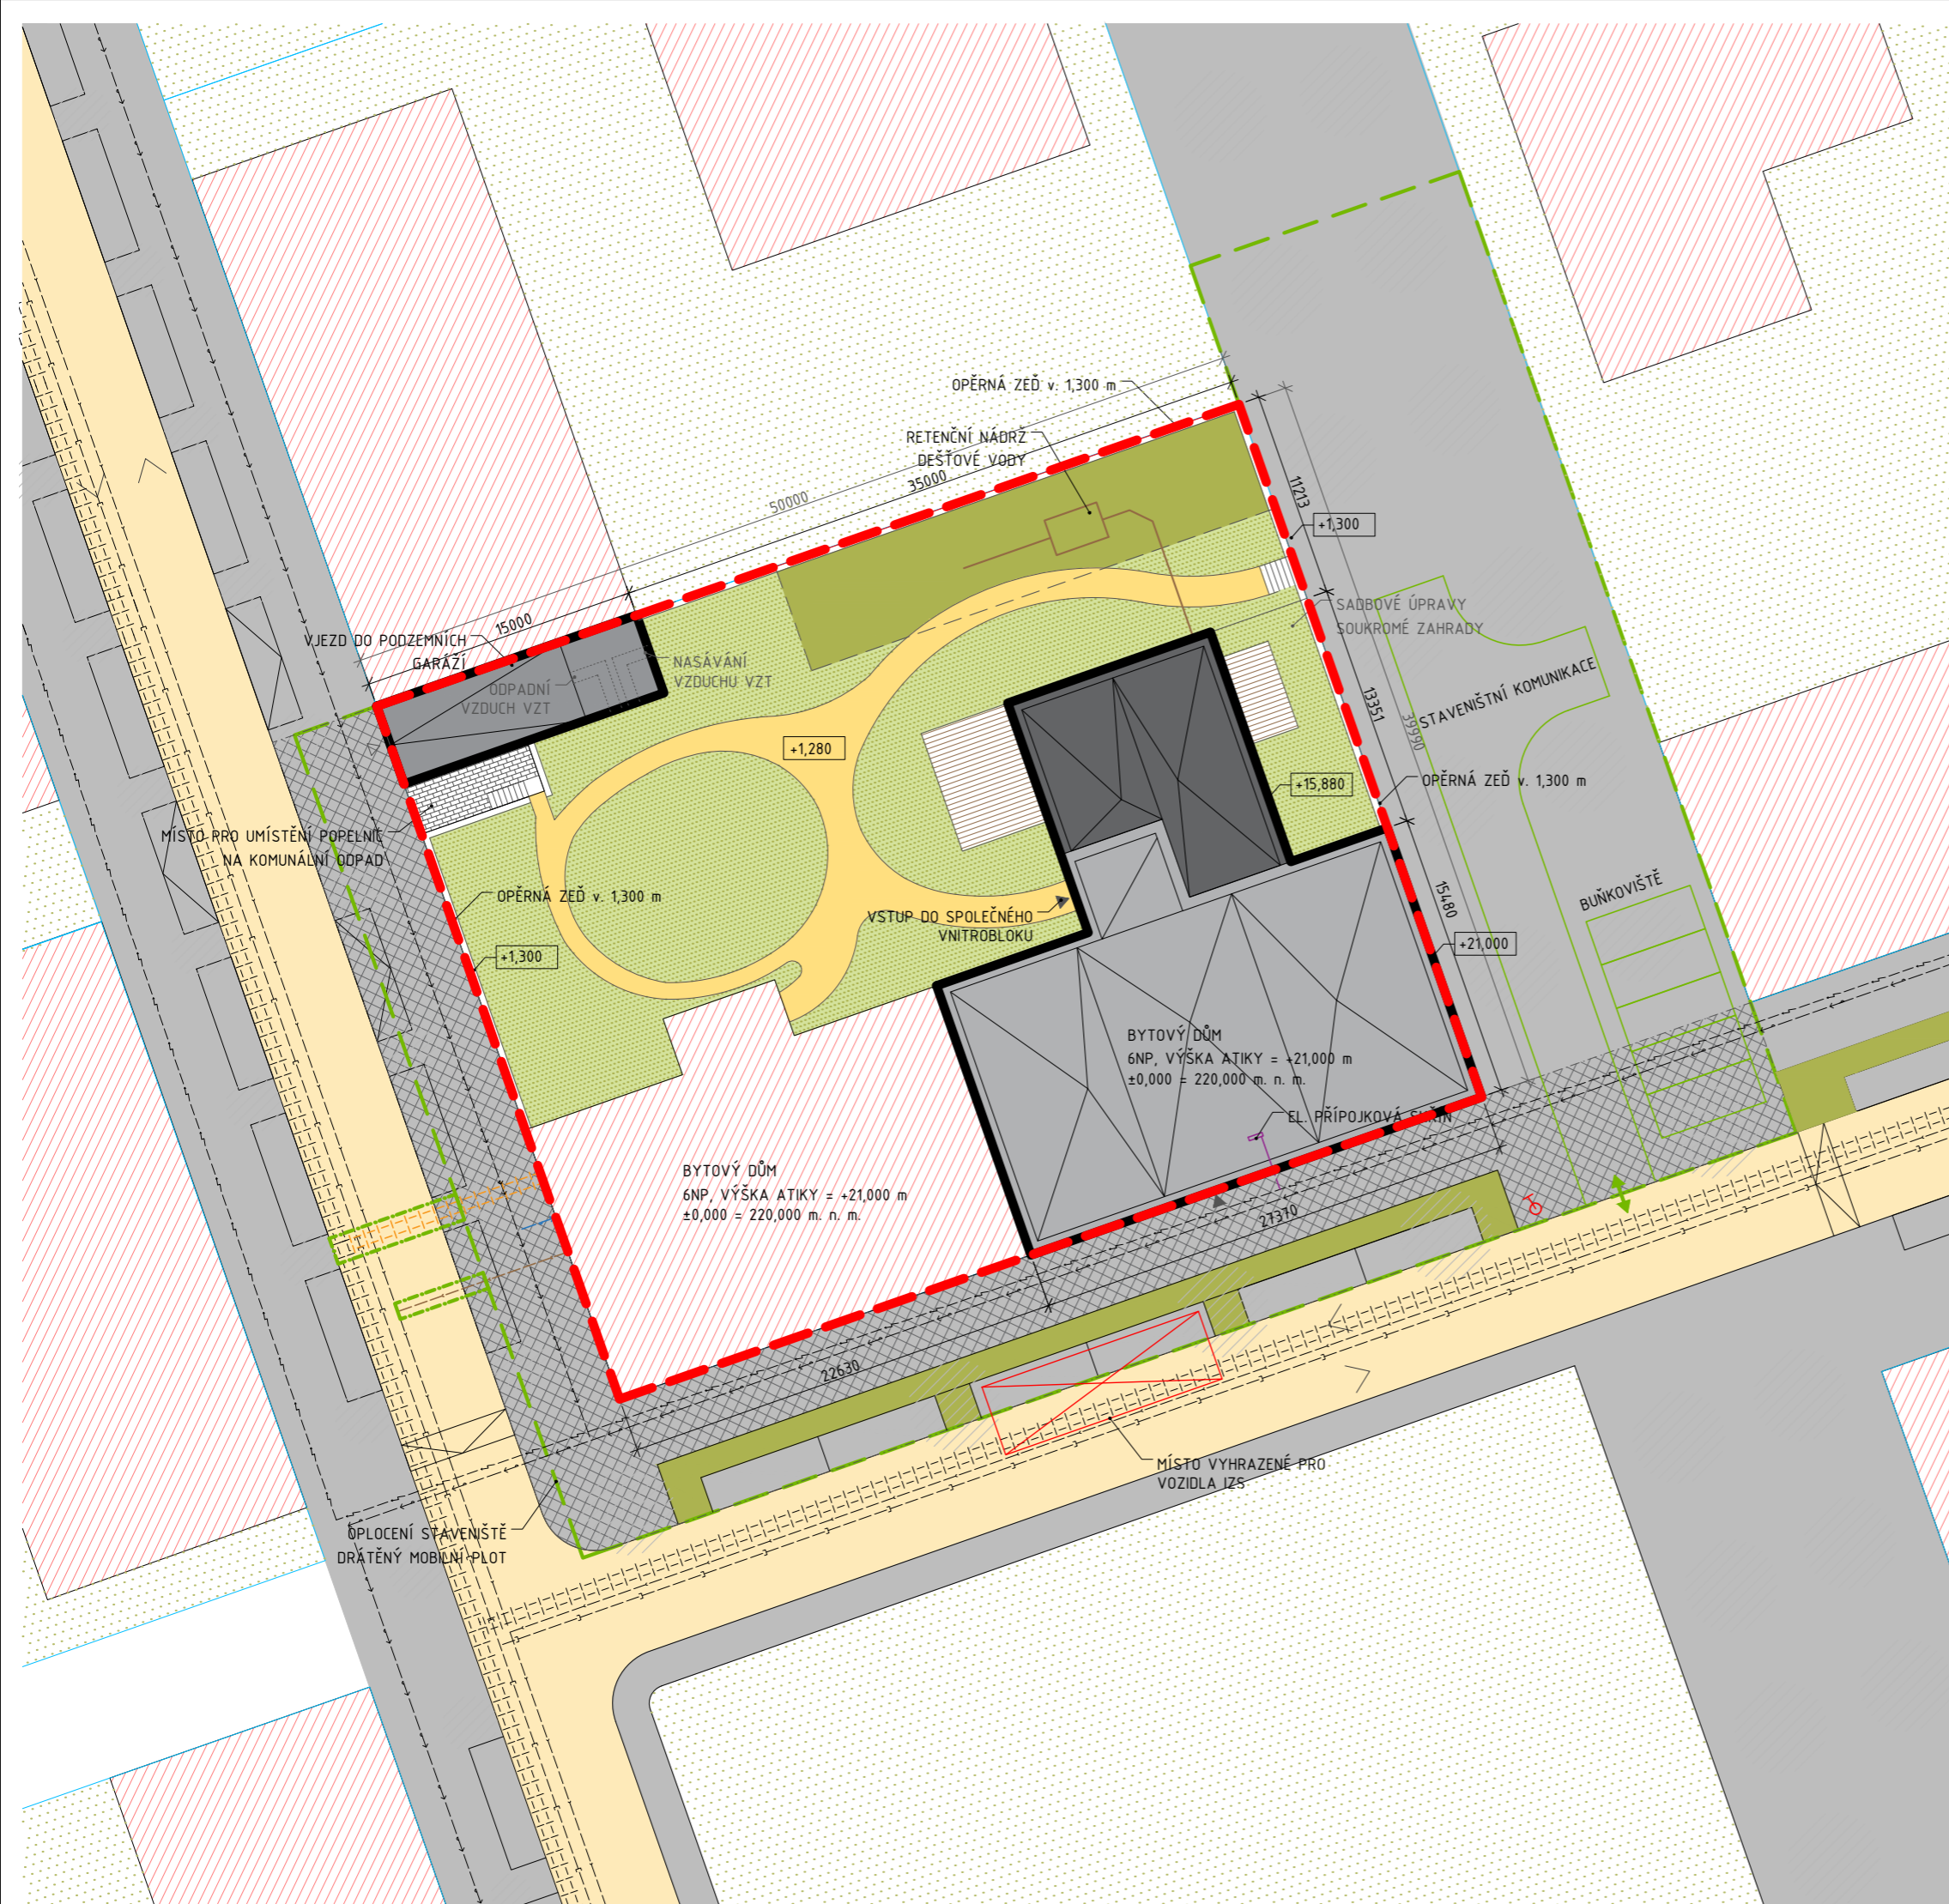 OPĚRNÁ ZEĎ v. 1,300 m
RETENČNÍ NÁDRŽ
DEŠŤOVÉ VODY
35000
50000
11213
+1,300
15000
VJEZD DO PODZEMNÍCH
GARÁŽÍ
ODPADNÍ
VZDUCH VZT
NASÁVÁNÍ
VZDUCHU VZT
SADBOVÉ ÚPRAVY
SOUKROMÉ ZAHRADY
STAVENIŠTNÍ KOMUNIKACE
13351
39990
+1,280
+15,880
OPĚRNÁ ZEĎ v. 1,300 m
MÍSTO PRO UMÍSTĚNÍ POPELNIC
NA KOMUNÁLNÍ ODPAD
OPĚRNÁ ZEĎ v. 1,300 m
+1,300
VSTUP DO SPOLEČNÉHO
VNITROBLOKU
BUŇKOVIŠTĚ
15480
+21,000
BYTOVÝ DŮM
6NP, VÝŠKA ATIKY = +21,000 m
±0,000 = 220,000 m. n. m.
EL. PŘÍPOJKOVÁ SKŘÍŇ
BYTOVÝ DŮM
6NP, VÝŠKA ATIKY = +21,000 m
±0,000 = 220,000 m. n. m.
27370
22630
MÍSTO VYHRAZENÉ PRO
VOZIDLA IZS
OPLOCENÍ STAVENIŠTĚ
DRÁTĚNÝ MOBILNÍ PLOT